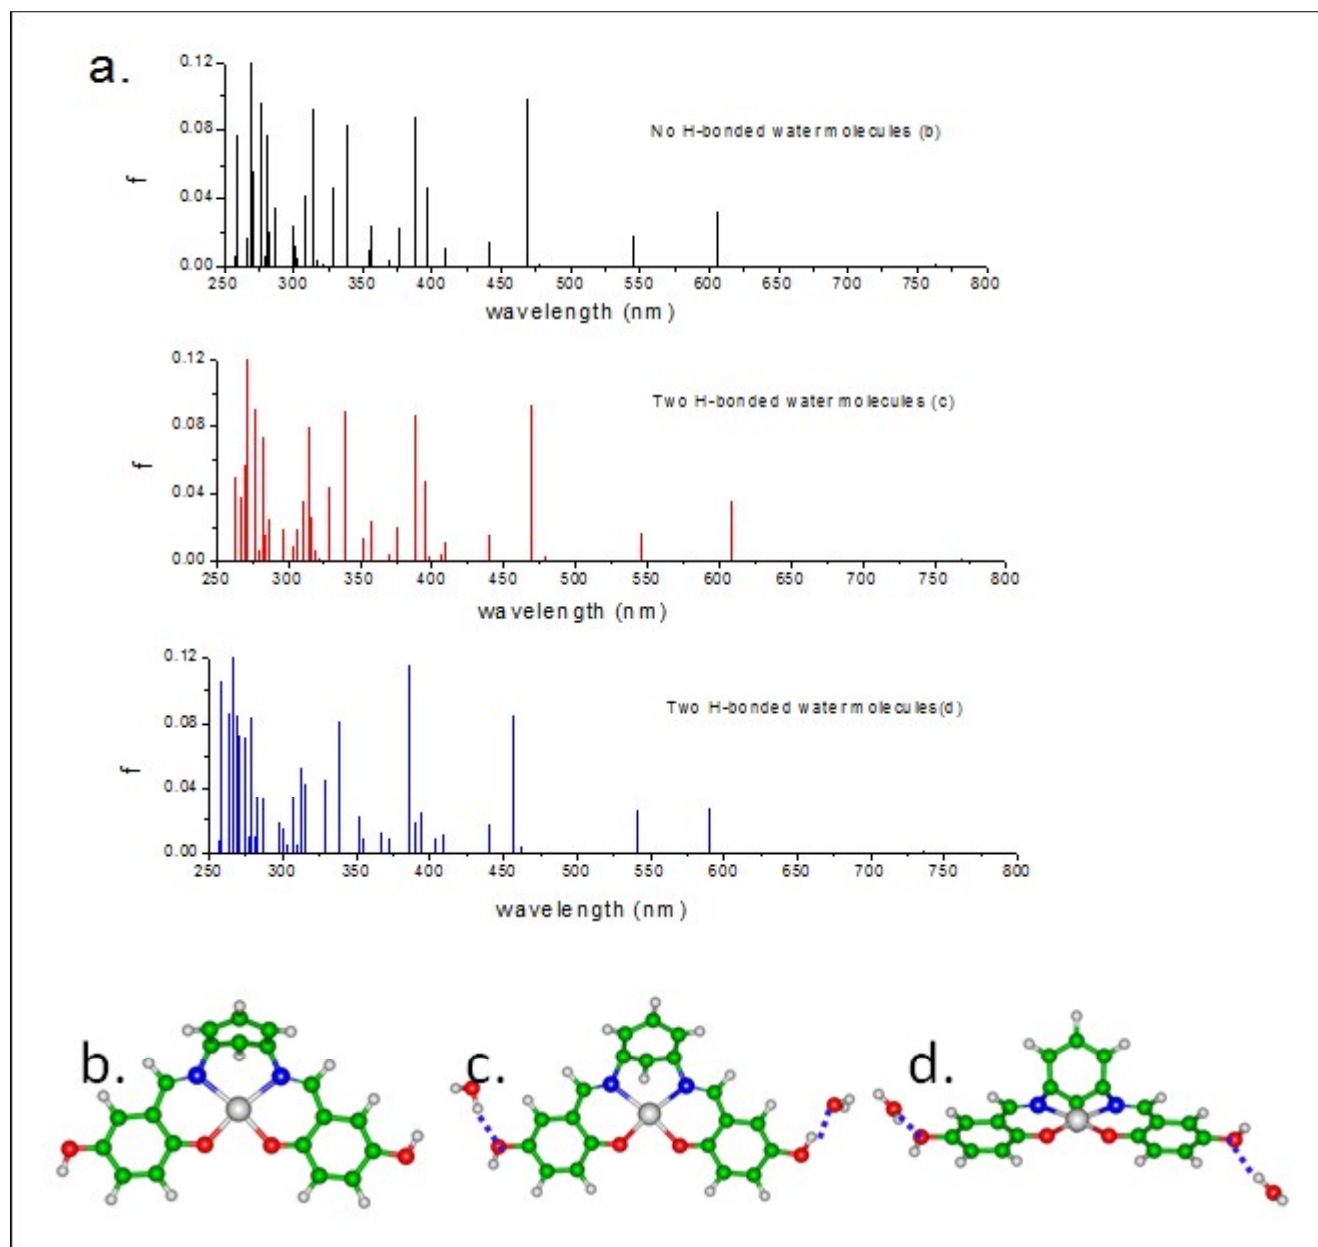 a.
0.12
0.08
0.04
0.00
f
No H-bonded water molecules (b)
250 300 350 400 450 500 550 600 650 700 750 800
wavelength (nm)
0.12
0.08
0.04
0.00
f
Two H-bonded water molecules (c)
250 300 350 400 450 500 550 600 650 700 750 800
wavelength (nm)
0.12
0.08
0.04
0.00
f
Two H-bonded water molecules(d)
250 300 350 400 450 500 550 600 650 700 750 800
wavelength (nm)
b. c. d.